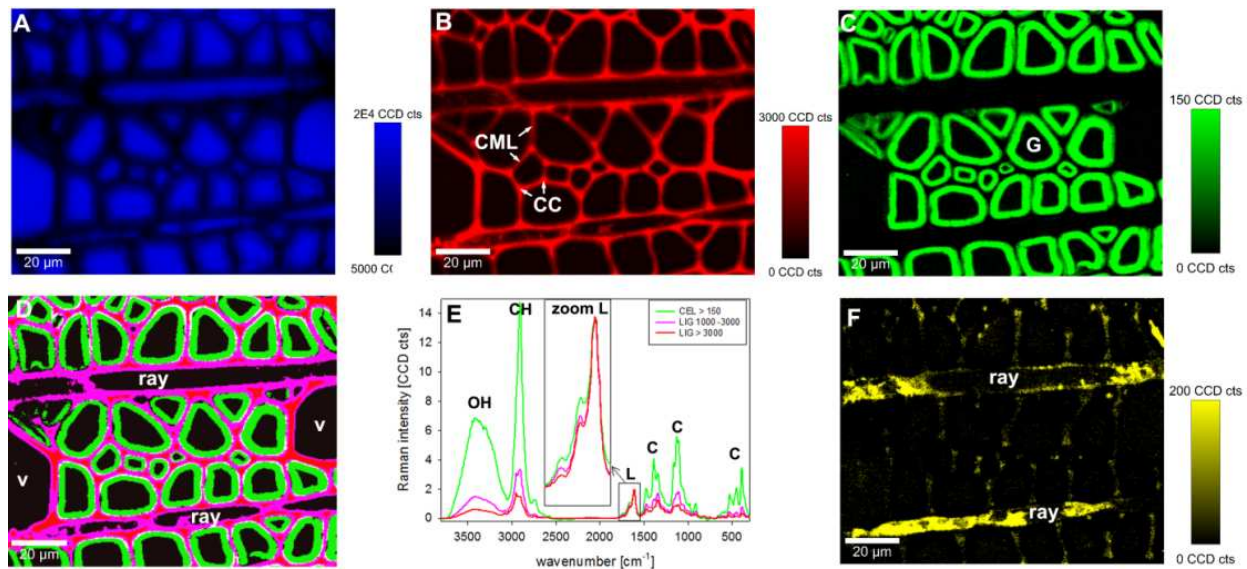 A
2E4 CCD cts
5000 C
20 µm
B
CML
CC
3000 CCD cts
0 CCD cts
20 µm
C
G
150 CCD cts
0 CCD cts
20 µm
D
ray
v
v
ray
20 µm
E
Raman intensity [CCD cts]
14
12
10
8
6
4
2
0
OH
CH
zoom L
L
C
C
C
CEL > 150
LIG 1000 -3000
LIG > 3000
3500 3000 2500 2000 1500 1000 500
wavenumber [cm⁻¹]
F
ray
ray
200 CCD cts
0 CCD cts
20 µm